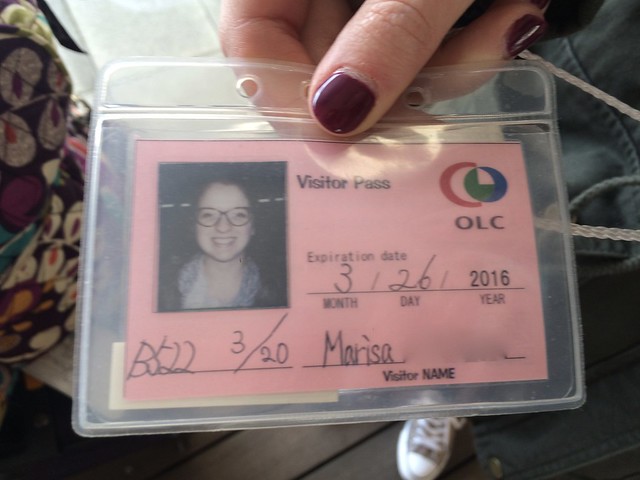 Visitor Pass
OLC
Expiration date
3 / 26 / 2016
MONTH DAY YEAR
3/20
Marisa
Visitor NAME